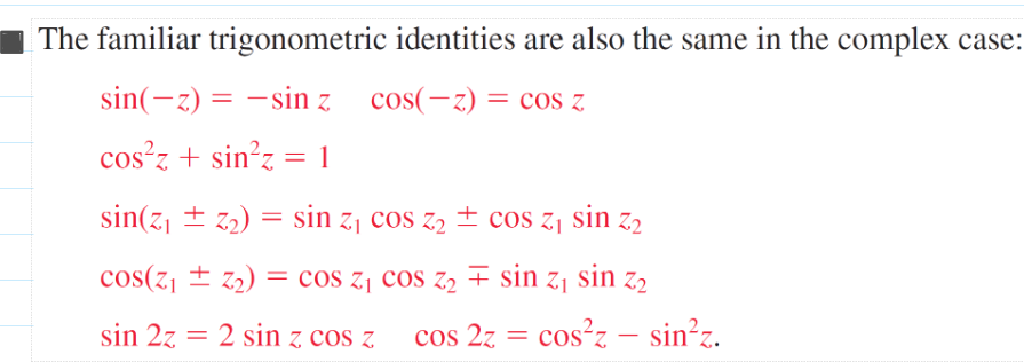 The familiar trigonometric identities are also the same in the complex case:
sin(−z) = −sin z cos(−z) = cos z
cos²z + sin²z = 1
sin(z₁ ± z₂) = sin z₁ cos z₂ ± cos z₁ sin z₂
cos(z₁ ± z₂) = cos z₁ cos z₂ ∓ sin z₁ sin z₂
sin 2z = 2 sin z cos z cos 2z = cos²z − sin²z.